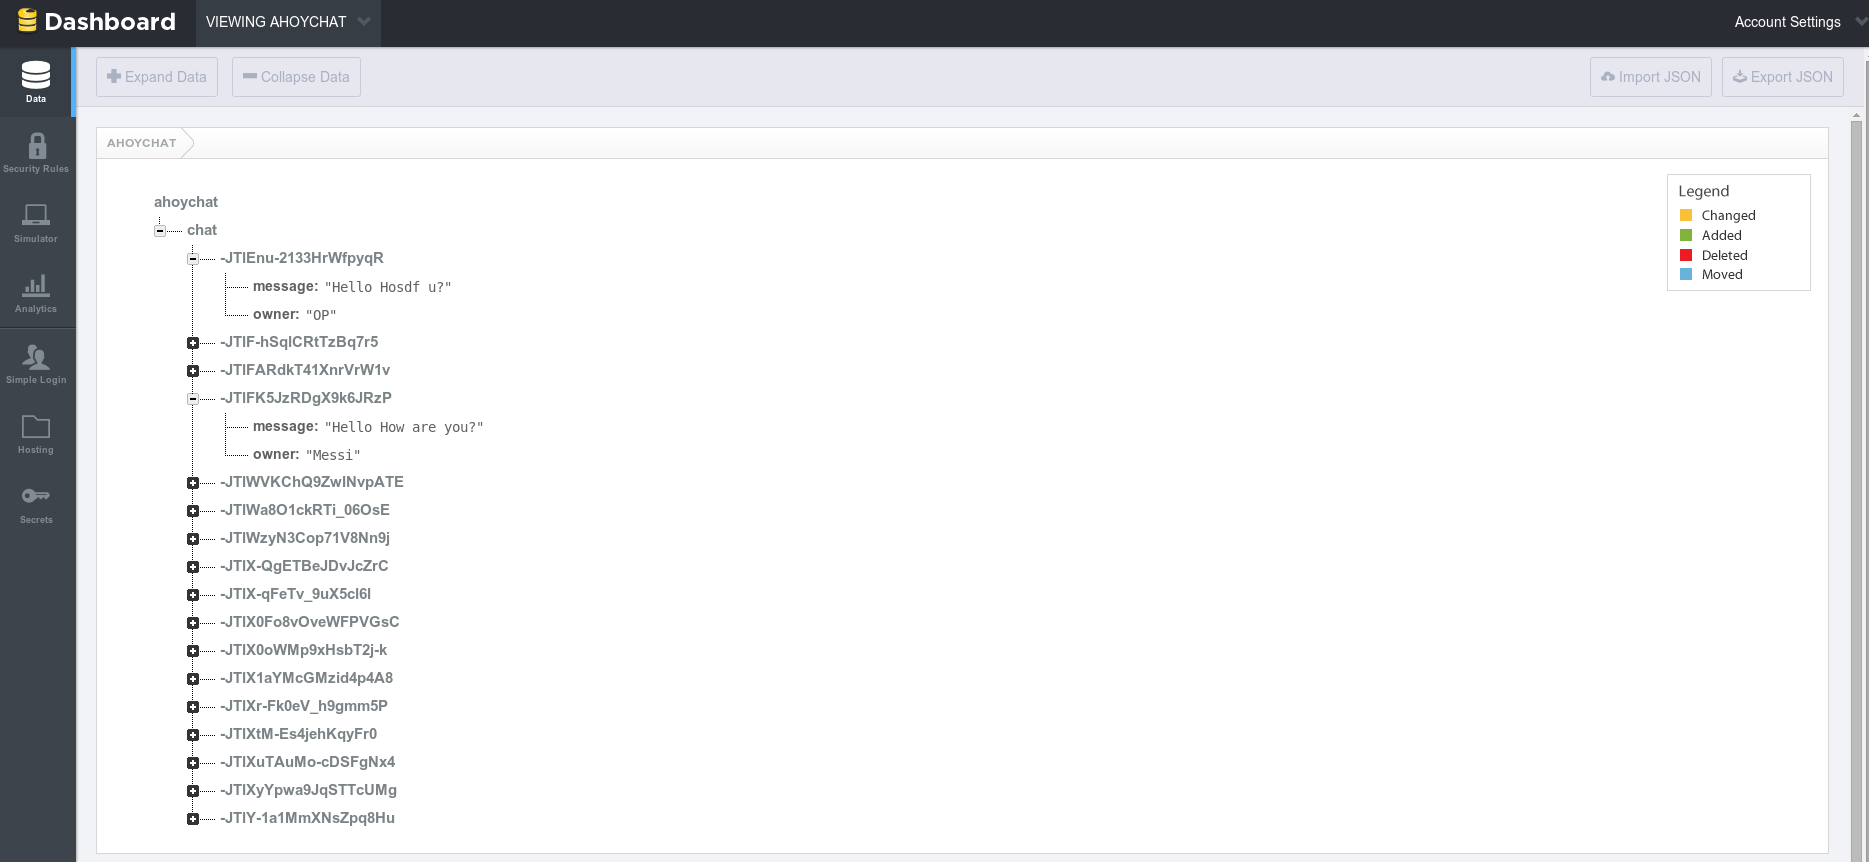 Dashboard
VIEWING AHOYCHAT
Account Settings
Data
Security Rules
Simulator
Analytics
Simple Login
Hosting
Secrets
Expand Data
Collapse Data
Import JSON
Export JSON
AHOYCHAT
ahoychat
chat
-JTIEnu-2133HrWfpyqR
message: "Hello Hosdf u?"
owner: "OP"
-JTIF-hSqlCRtTzBq7r5
-JTIFARdkT41XnrVrW1v
-JTIFK5JzRDgX9k6JRzP
message: "Hello How are you?"
owner: "Messi"
-JTIWVKChQ9ZwINvpATE
-JTIWa8O1ckRTi_06OsE
-JTIWzyN3Cop71V8Nn9j
-JTIX-QgETBeJDvJcZrC
-JTIX-qFeTv_9uX5cl6l
-JTIX0Fo8vOveWFPVGsC
-JTIX0oWMp9xHsbT2j-k
-JTIX1aYMcGMzid4p4A8
-JTIXr-Fk0eV_h9gmm5P
-JTIXtM-Es4jehKqyFr0
-JTIXuTAuMo-cDSFgNx4
-JTIXyYpwa9JqSTTcUMg
-JTIY-1a1MmXNsZpq8Hu
Legend
Changed
Added
Deleted
Moved